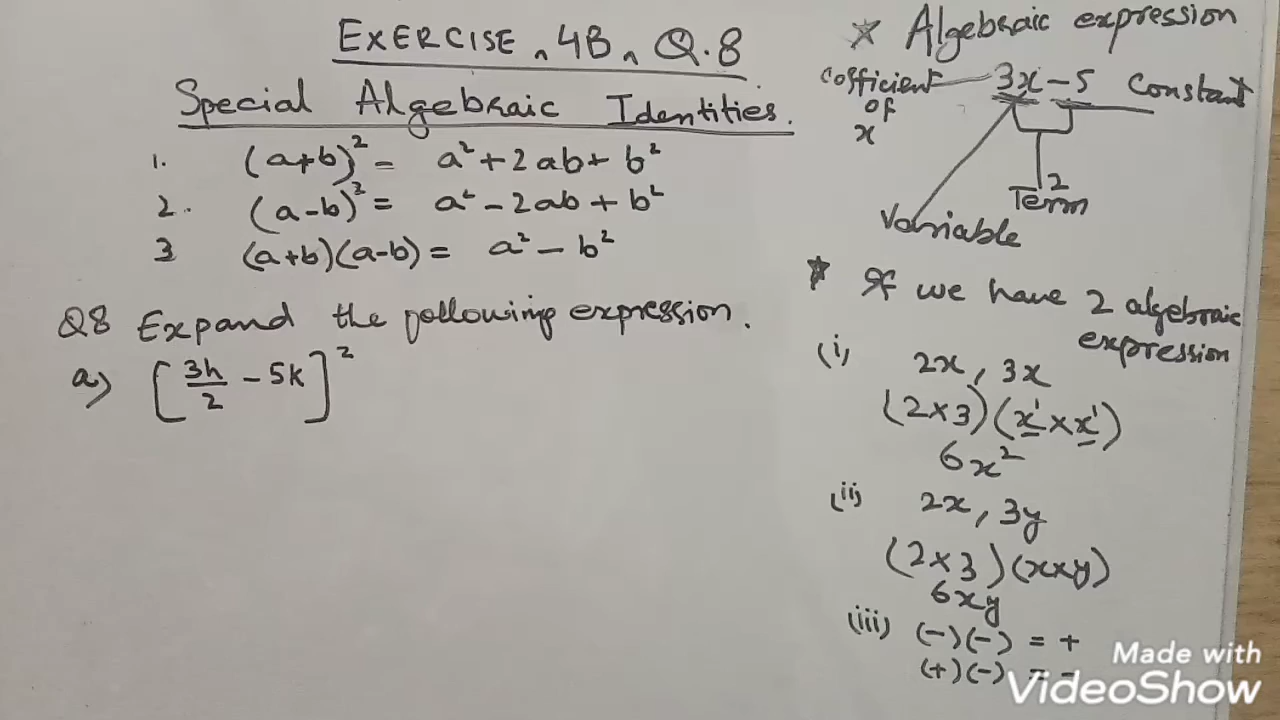 EXERCISE 4B Q.8
Special Algebraic Identities.
1. (a+b)² = a² + 2ab + b²
2. (a-b)² = a² - 2ab + b²
3 (a+b)(a-b) = a² - b²
Q8 Expand the following expression.
a) [3h/2 - 5k]²
* Algebraic expression
cofficient of x
3x - 5 Constant
2 Term
Variable
* If we have 2 algebraic
expression
(i) 2x, 3x
(2×3)(x¹×x¹)
6x²
(ii) 2x, 3y
(2×3)(x×y)
6xy
(iii) (-)(-) = +
(+)(-) = -
Made with
VideoShow